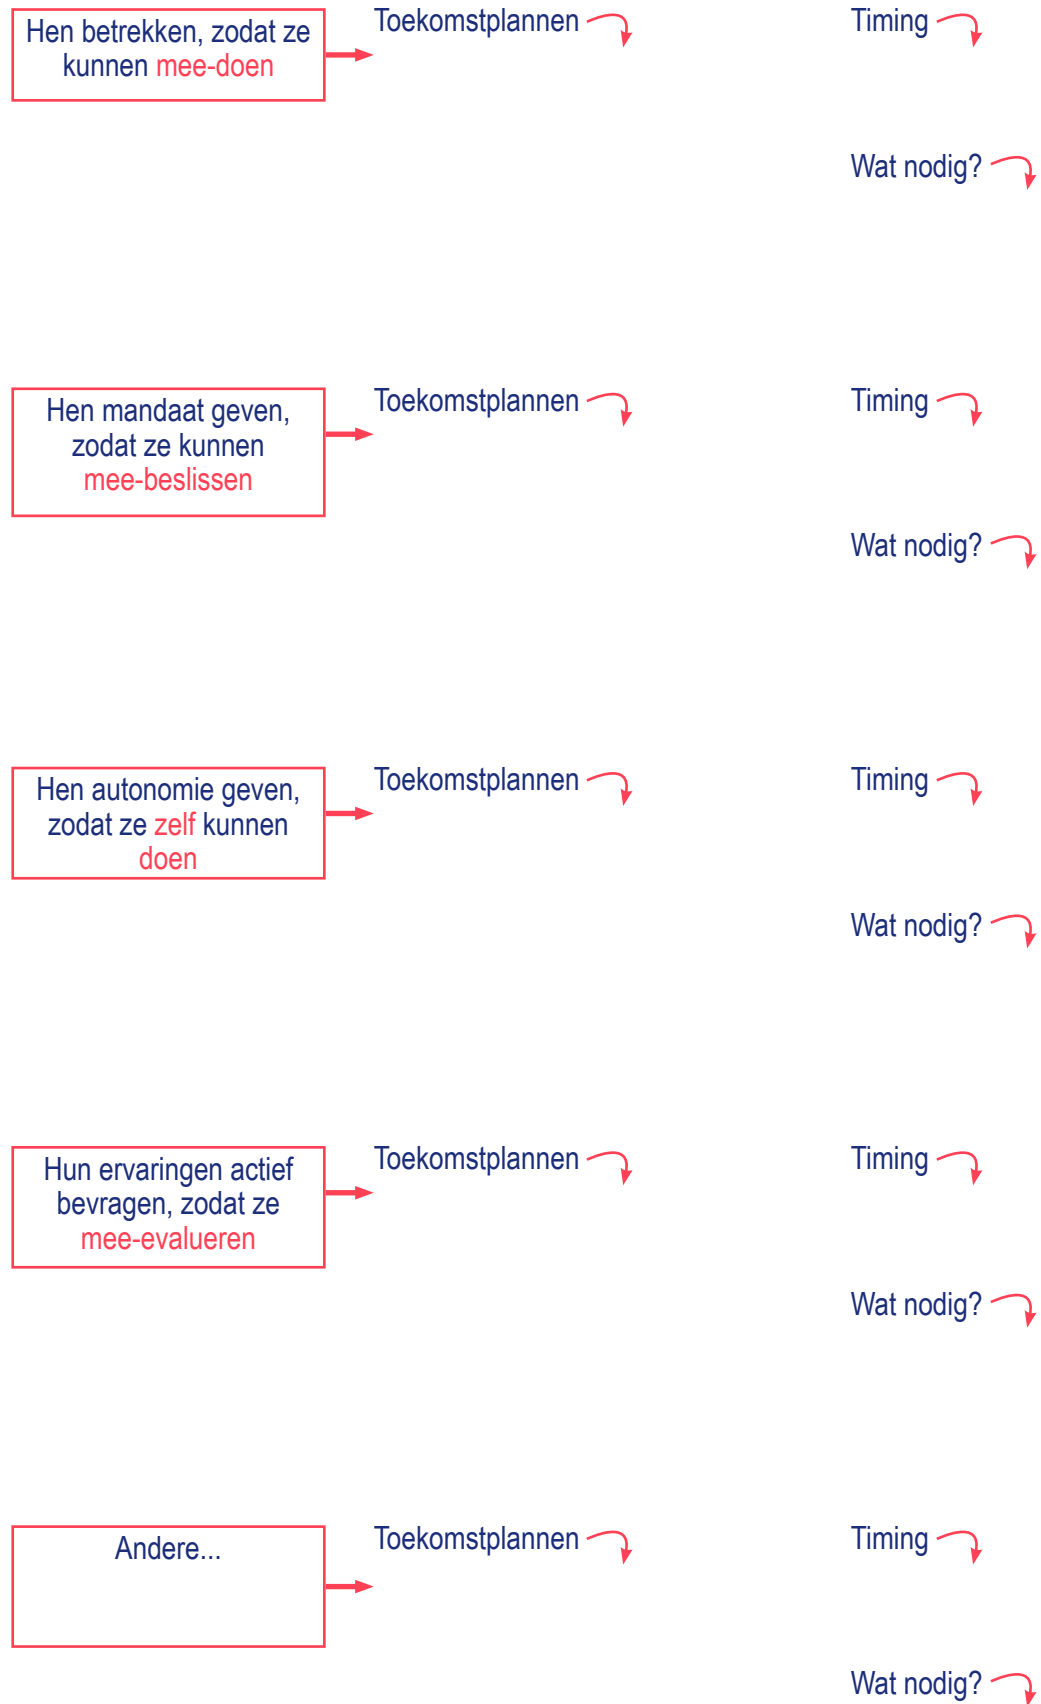 Hen betrekken, zodat ze
kunnen mee-doen
Toekomstplannen
Timing
Wat nodig?
Hen mandaat geven,
zodat ze kunnen
mee-beslissen
Toekomstplannen
Timing
Wat nodig?
Hen autonomie geven,
zodat ze zelf kunnen
doen
Toekomstplannen
Timing
Wat nodig?
Hun ervaringen actief
bevragen, zodat ze
mee-evalueren
Toekomstplannen
Timing
Wat nodig?
Andere...
Toekomstplannen
Timing
Wat nodig?